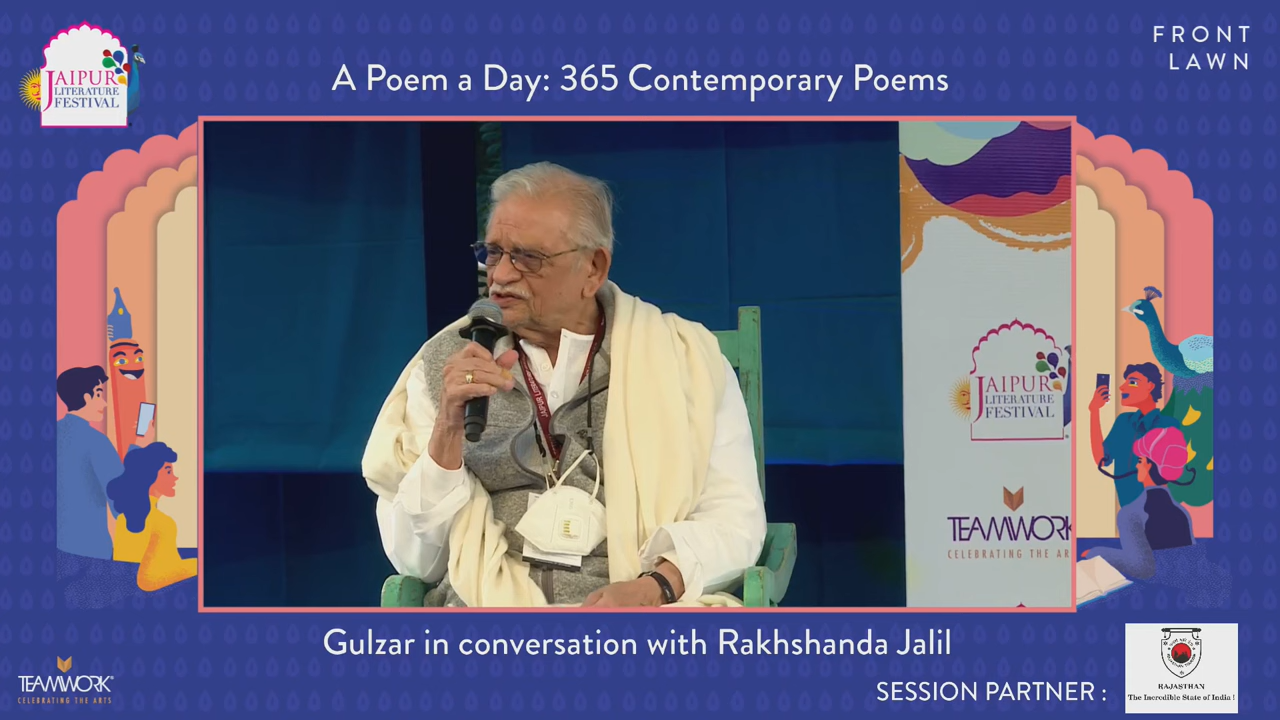 JAIPUR
LITERATURE
FESTIVAL
FRONT
LAWN
A Poem a Day: 365 Contemporary Poems
JAIPUR
LITERATURE
FESTIVAL
TEAMWORK
CELEBRATING THE AR
Gulzar in conversation with Rakhshanda Jalil
TEAMWORK
CELEBRATING THE ARTS
SESSION PARTNER :
RAJASTHAN
The Incredible State of India !